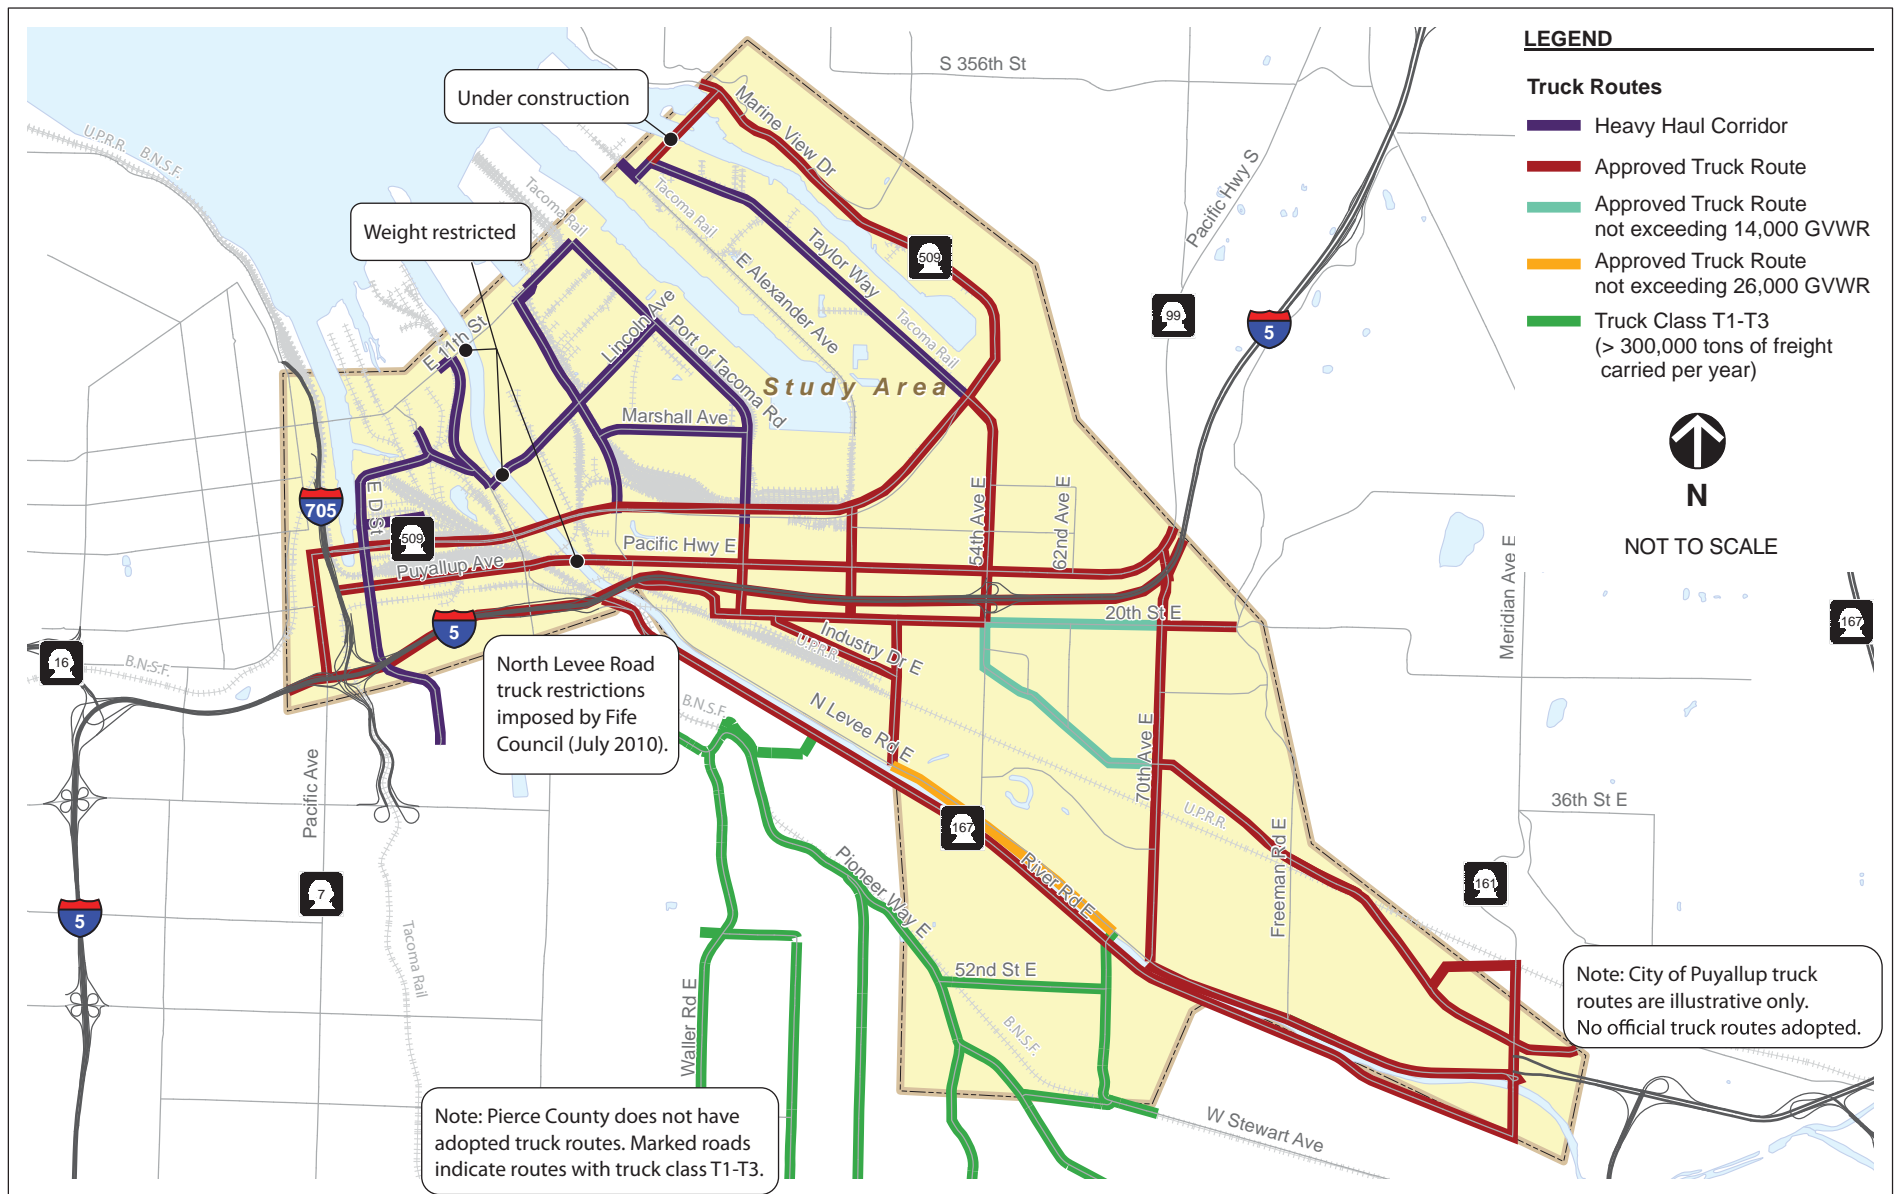 LEGEND
Truck Routes
Heavy Haul Corridor
Approved Truck Route
Approved Truck Route
not exceeding 14,000 GVWR
Approved Truck Route
not exceeding 26,000 GVWR
Truck Class T1-T3
(> 300,000 tons of freight
carried per year)
N
NOT TO SCALE
S 356th St
Under construction
Marine View Dr
U.P.R.R.
B.N.S.F.
Pacific Hwy S
Tacoma Rail
Tacoma Rail
Weight restricted
Taylor Way
509
E Alexander Ave
99
5
Tacoma Rail
E 11th St
Lincoln Ave
Port of Tacoma Rd
Study Area
Marshall Ave
705
E D St
509
Puyallup Ave
Pacific Hwy E
54th Ave E
62nd Ave E
Meridian Ave E
167
20th St E
5
16
B.N.S.F.
Industry Dr E
U.P.R.R.
North Levee Road
truck restrictions
imposed by Fife
Council (July 2010).
B.N.S.F.
N Levee Rd E
70th Ave E
Pacific Ave
U.P.R.R.
36th St E
167
Freeman Rd E
River Rd E
Pioneer Way E
7
161
5
Tacoma Rail
52nd St E
Waller Rd E
B.N.S.F.
Note: City of Puyallup truck
routes are illustrative only.
No official truck routes adopted.
Note: Pierce County does not have
adopted truck routes. Marked roads
indicate routes with truck class T1-T3.
W Stewart Ave